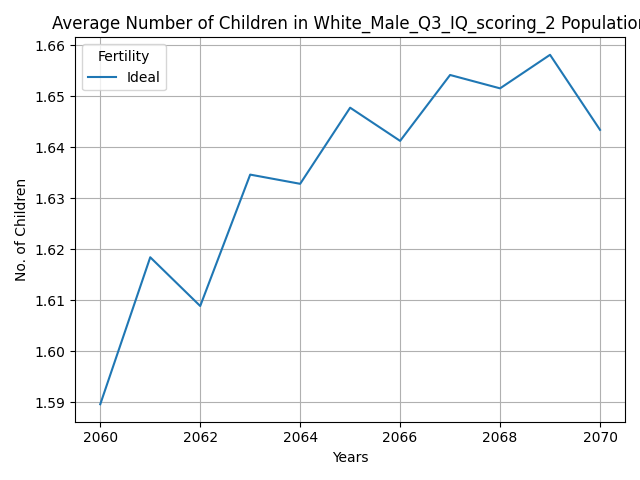 Average Number of Children in White_Male_Q3_IQ_scoring_2 Population
Fertility
Ideal
1.66
1.65
1.64
1.63
1.62
1.61
1.60
1.59
No. of Children
2060 2062 2064 2066 2068 2070
Years